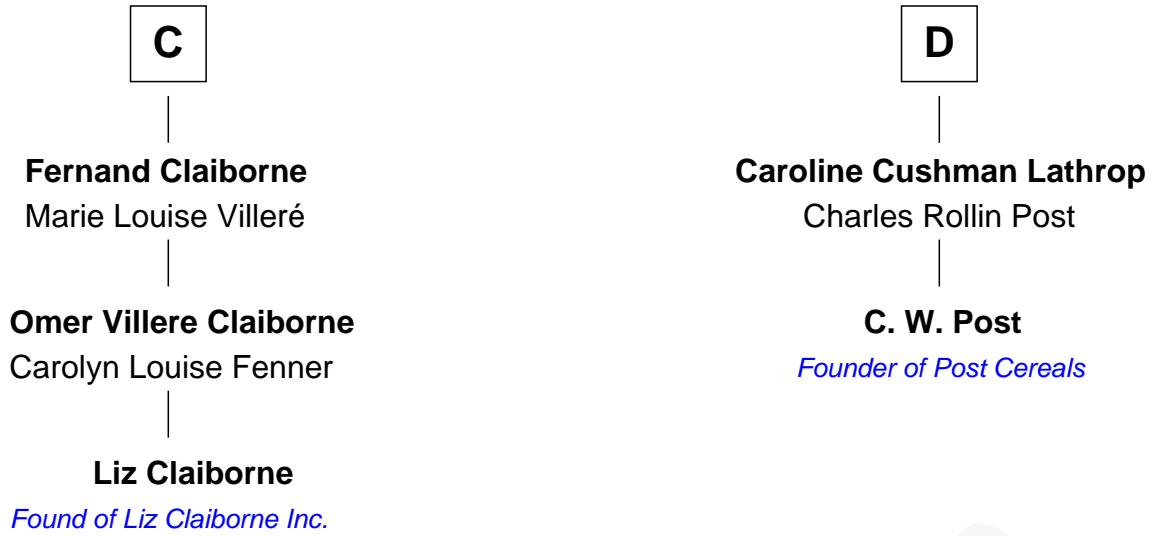 C
Fernand Claiborne
Marie Louise Villeré
Omer Villere Claiborne
Carolyn Louise Fenner
Liz Claiborne
Found of Liz Claiborne Inc.
D
Caroline Cushman Lathrop
Charles Rollin Post
C. W. Post
Founder of Post Cereals